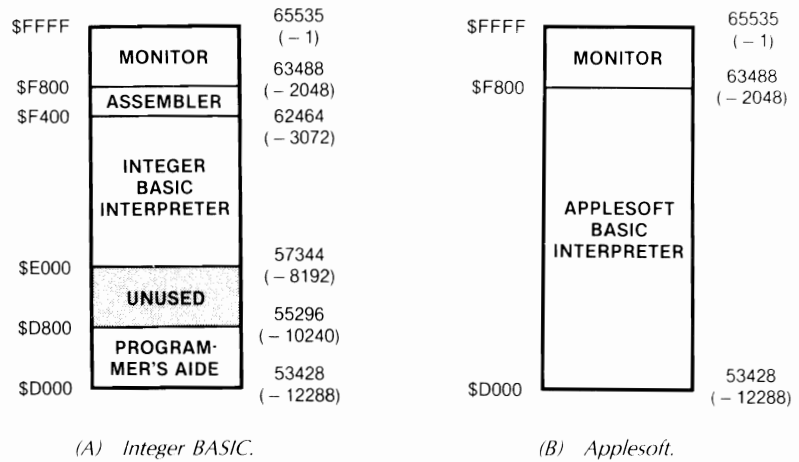 $FFFF
65535
(– 1)
MONITOR
63488
$F800
(– 2048)
ASSEMBLER
$F400
62464
(– 3072)
INTEGER
BASIC
INTERPRETER
57344
$E000
(– 8192)
UNUSED
55296
$D800
(– 10240)
PROGRAM-
MER'S AIDE
53428
$D000
(– 12288)
(A) Integer BASIC.
$FFFF
65535
(– 1)
MONITOR
63488
$F800
(– 2048)
APPLESOFT
BASIC
INTERPRETER
53428
$D000
(– 12288)
(B) Applesoft.